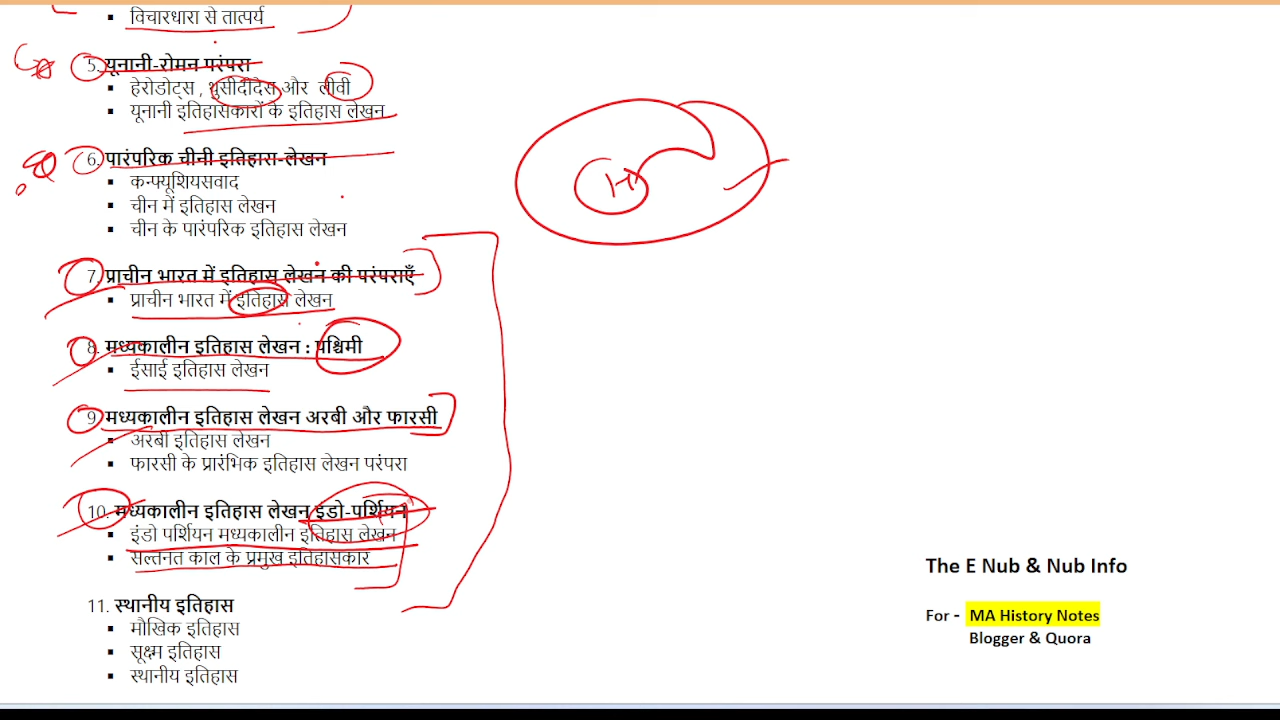 ▪ विचारधारा से तात्पर्य
5. यूनानी-रोमन परंपरा
▪ हेरोडोट्स , थुसीदीदेस और लीवी
▪ यूनानी इतिहासकारों के इतिहास लेखन
6. पारंपरिक चीनी इतिहास-लेखन
▪ कन्फ्यूशियसवाद
▪ चीन में इतिहास लेखन
▪ चीन के पारंपरिक इतिहास लेखन
7. प्राचीन भारत में इतिहास लेखन की परंपराएँ
▪ प्राचीन भारत में इतिहास लेखन
8. मध्यकालीन इतिहास लेखन : पश्चिमी
▪ ईसाई इतिहास लेखन
9. मध्यकालीन इतिहास लेखन अरबी और फारसी
▪ अरबी इतिहास लेखन
▪ फारसी के प्रारंभिक इतिहास लेखन परंपरा
10. मध्यकालीन इतिहास लेखन इंडो-पर्शियन
▪ इंडो पर्शियन मध्यकालीन इतिहास लेखन
▪ सल्तनत काल के प्रमुख इतिहासकार
11. स्थानीय इतिहास
▪ मौखिक इतिहास
▪ सूक्ष्म इतिहास
▪ स्थानीय इतिहास
The E Nub & Nub Info
For - MA History Notes
Blogger & Quora